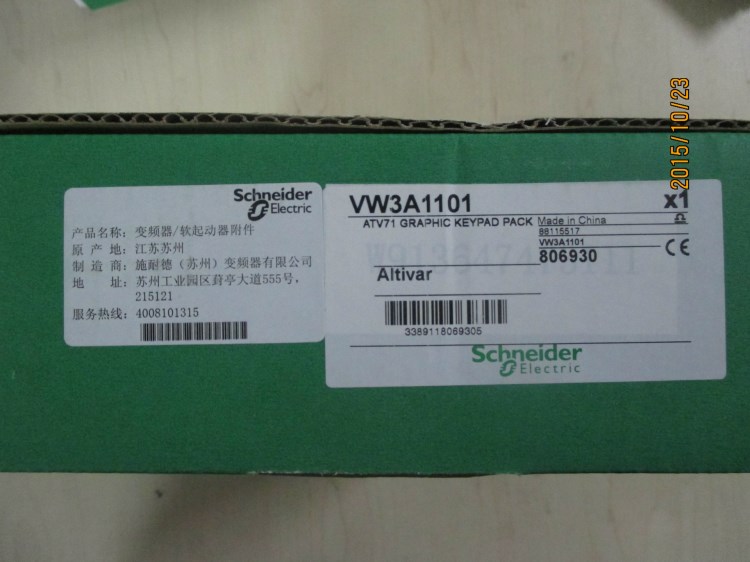 2015/10/23
Schneider
Electric
产品名称: 变频器/软起动器附件
原 产 地: 江苏苏州
制 造 商: 施耐德(苏州)变频器有限公司
地 址: 苏州工业园区葑亭大道555号,
215121
服务热线: 4008101315
VW3A1101
x1
ATV71 GRAPHIC KEYPAD PACK
Made in China
88115517
VW3A1101
806930
CE
Altivar
3389118069305
Schneider
Electric